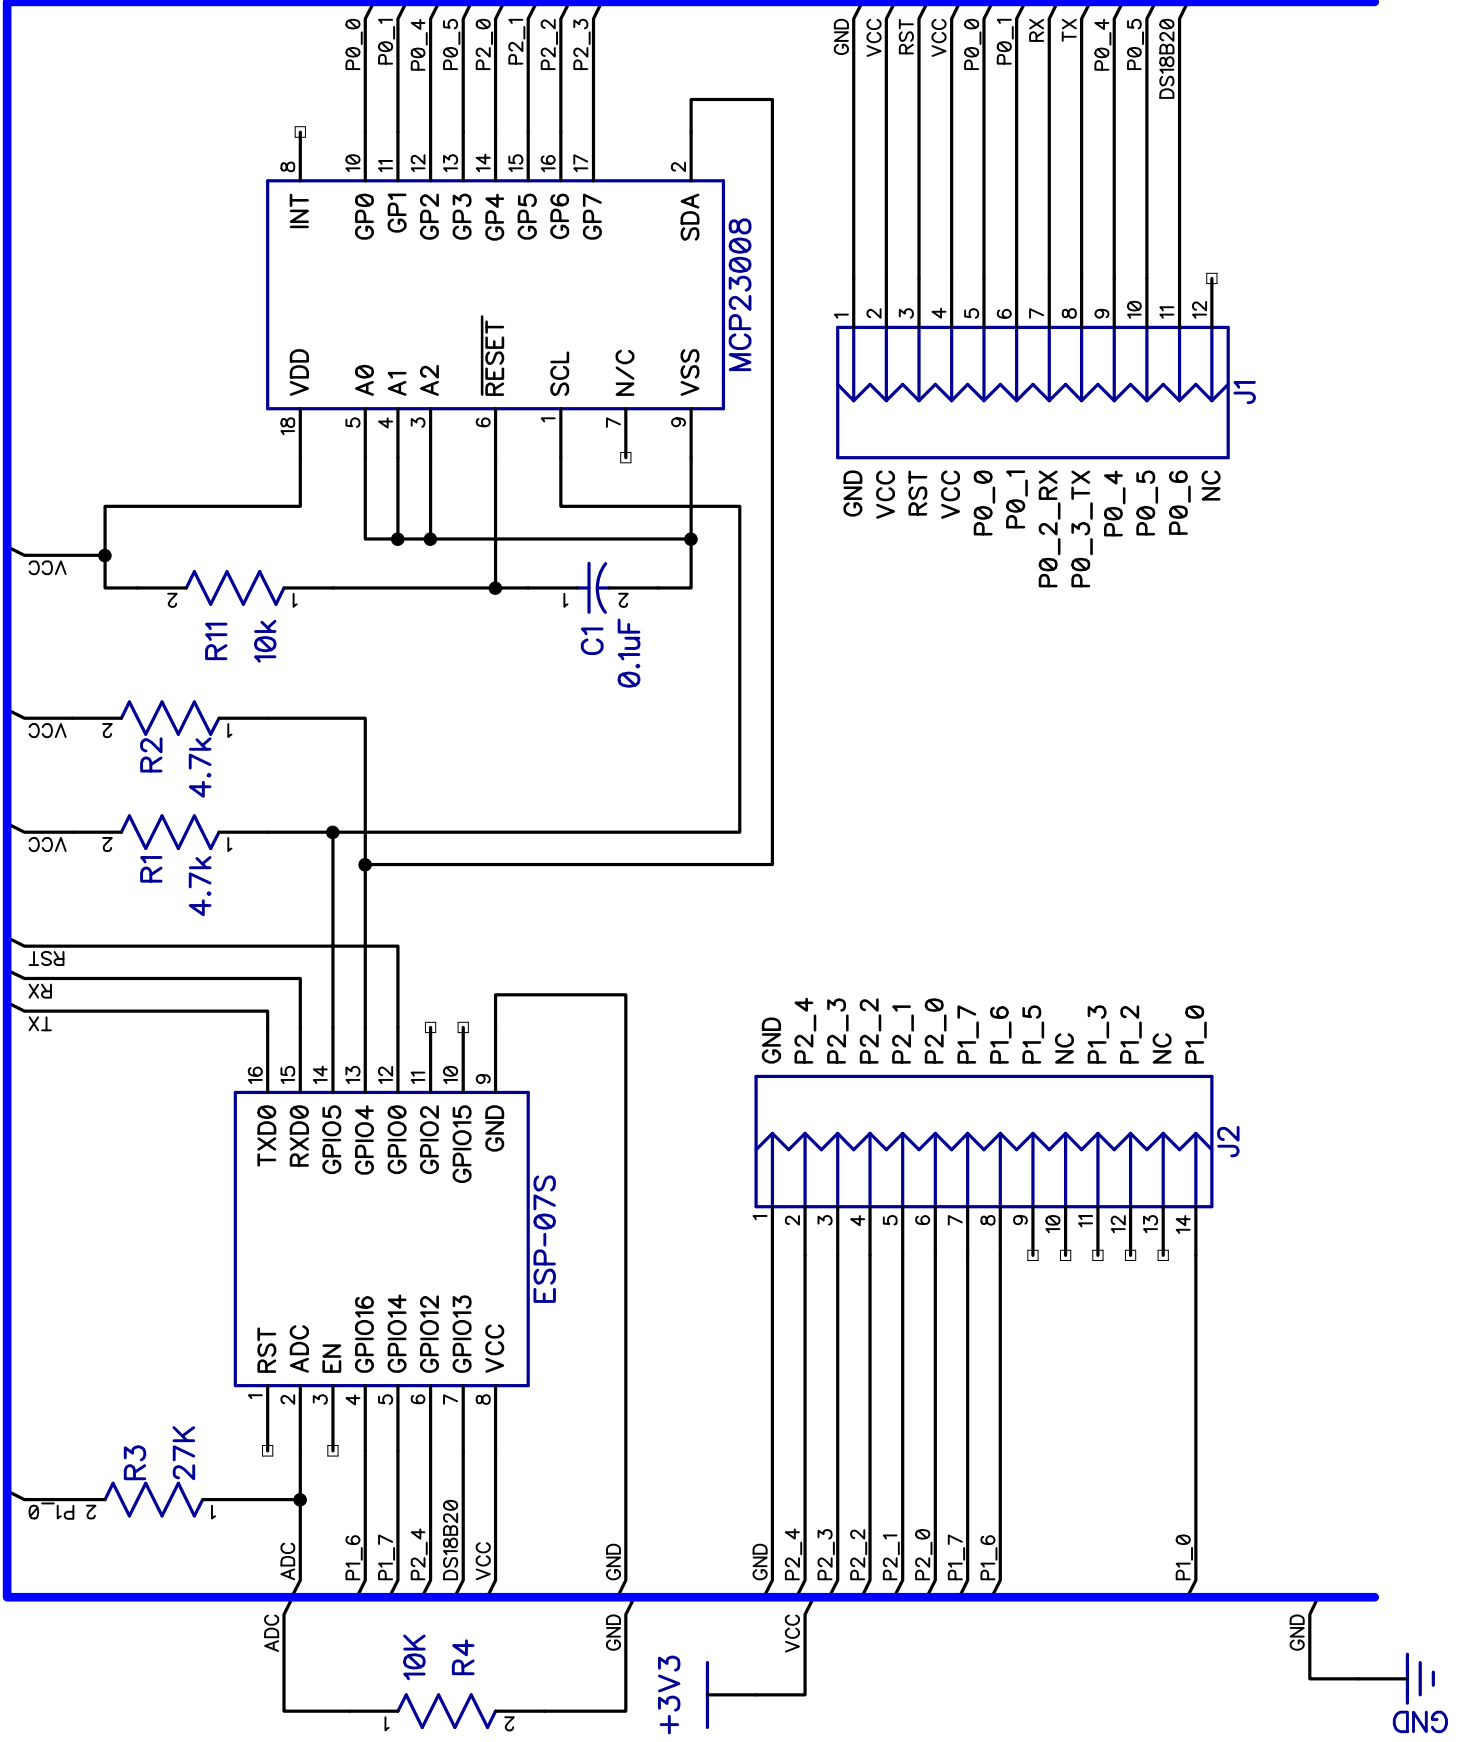 P0_0
P0_1
P0_4
P0_5
P2_0
P2_1
P2_2
P2_3
8
10
11
12
13
14
15
16
17
2
INT
GP0
GP1
GP2
GP3
GP4
GP5
GP6
GP7
SDA
MCP23008
VDD
A0
A1
A2
RESET
SCL
N/C
VSS
18
5
4
3
6
1
7
9
GND
VCC
RST
VCC
P0_0
P0_1
RX
TX
P0_4
P0_5
DS18B20
1
2
3
4
5
6
7
8
9
10
11
12
J1
GND
VCC
RST
VCC
P0_0
P0_1
P0_2_RX
P0_3_TX
P0_4
P0_5
P0_6
NC
VCC
2
1
R11
10k
1
2
C1
0.1uF
VCC
2
1
R2
4.7k
VCC
2
1
R1
4.7k
RST
RX
TX
16
15
14
13
12
11
10
9
TXD0
RXD0
GPIO5
GPIO4
GPIO0
GPIO2
GPIO15
GND
ESP-07S
RST
ADC
EN
GPIO16
GPIO14
GPIO12
GPIO13
VCC
1
2
3
4
5
6
7
8
P1_0
2
1
R3
27K
ADC
P1_6
P1_7
P2_4
DS18B20
VCC
GND
GND
P2_4
P2_3
P2_2
P2_1
P2_0
P1_7
P1_6
P1_5
NC
P1_3
P1_2
NC
P1_0
J2
1
2
3
4
5
6
7
8
9
10
11
12
13
14
GND
P2_4
P2_3
P2_2
P2_1
P2_0
P1_7
P1_6
P1_0
ADC
GND
10K
R4
1
2
+3V3
VCC
GND
GND